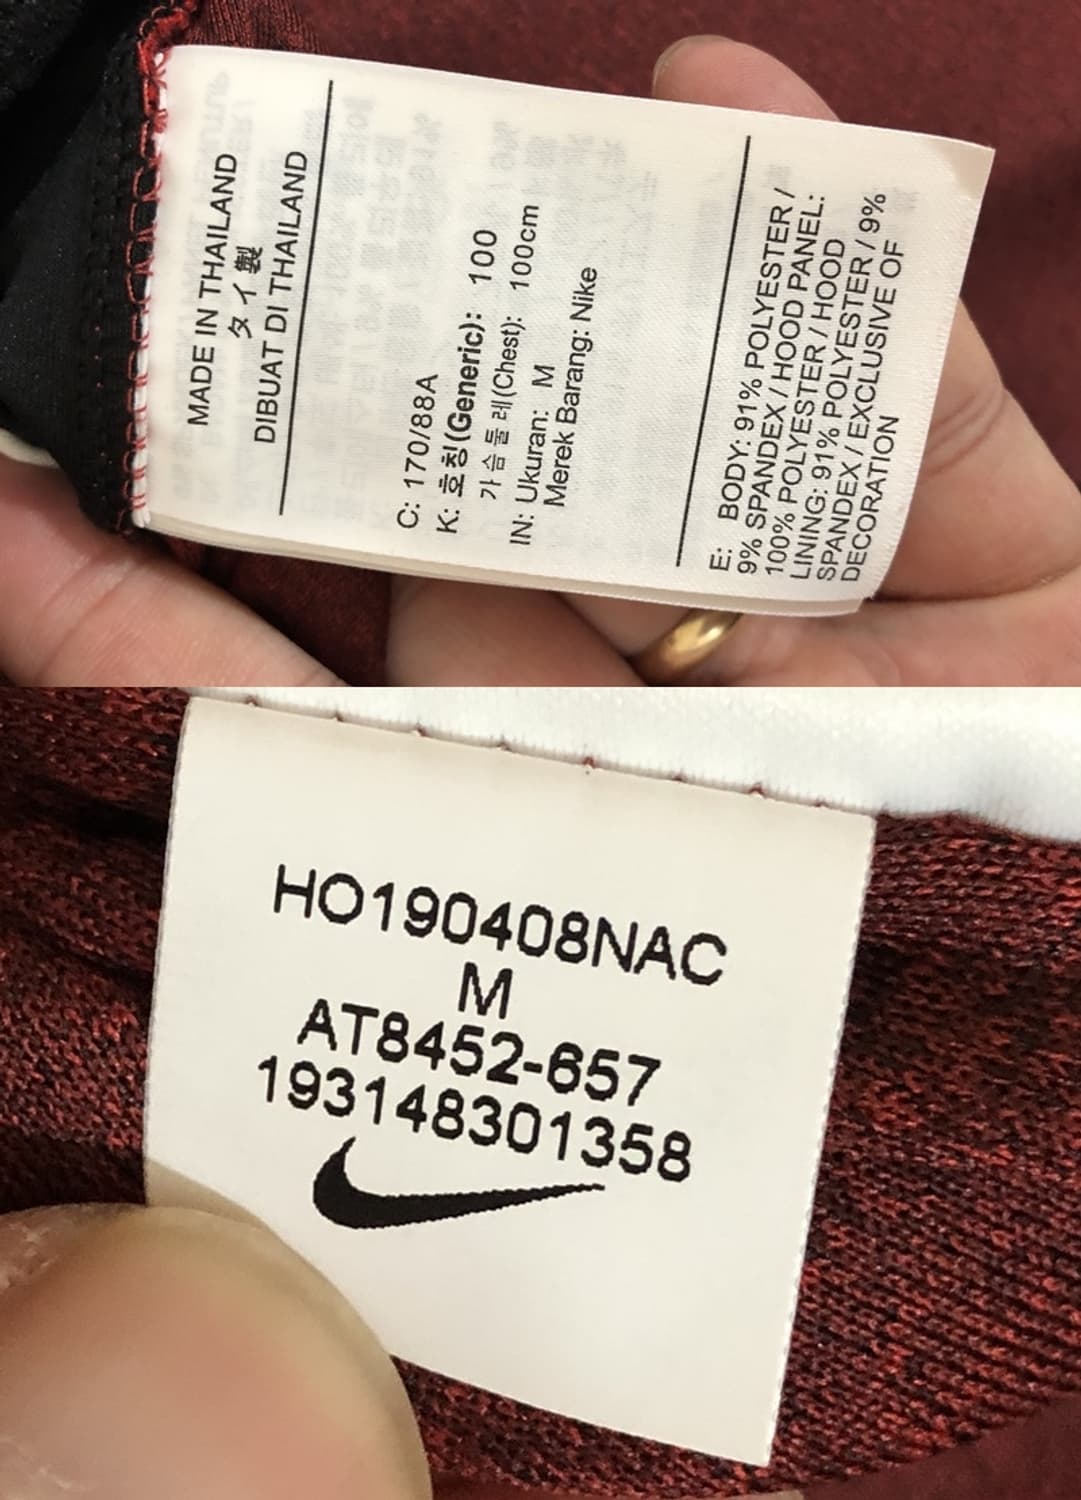 MADE IN THAILAND
タイ製
DIBUAT DI THAILAND
C: 170/88A
K: 호칭(Generic): 100
가슴둘레(Chest): 100cm
IN: Ukuran: M
Merek Barang: Nike
E: BODY: 91% POLYESTER /
9% SPANDEX / HOOD PANEL:
100% POLYESTER / HOOD
LINING: 91% POLYESTER / 9%
SPANDEX / EXCLUSIVE OF
DECORATION
HO190408NAC
M
AT8452-657
193148301358